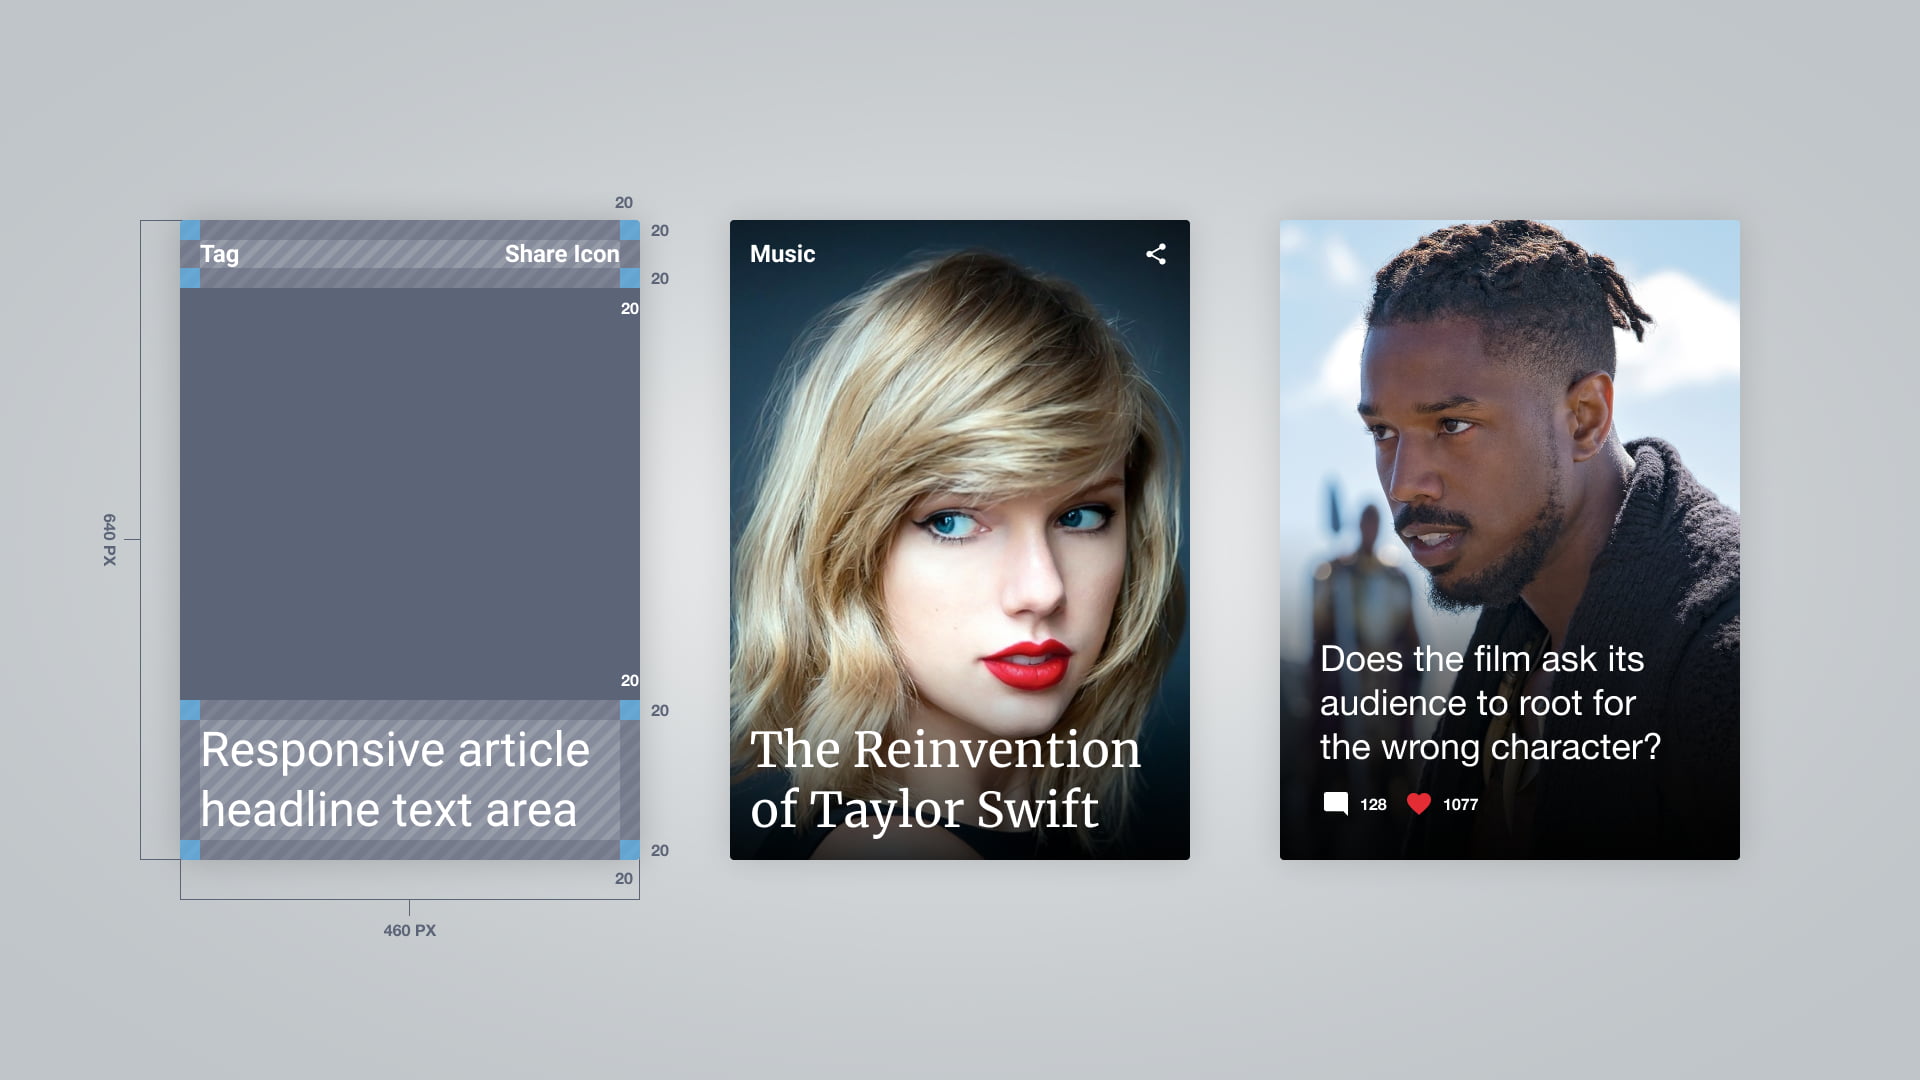 20
20
Tag
Share Icon
20
20
640 PX
20
20
Responsive article
headline text area
20
20
460 PX
Music
The Reinvention
of Taylor Swift
Does the film ask its
audience to root for
the wrong character?
128
1077